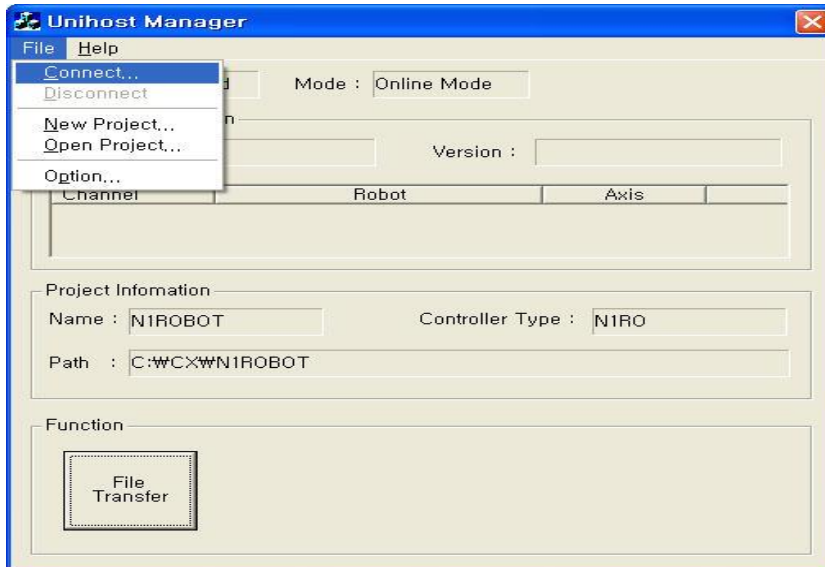 Unihost Manager
File Help
Connect...
Disconnect
New Project...
Open Project...
Option...
Mode : Online Mode
Version :
Channel Robot Axis
Project Infomation
Name : N1ROBOT Controller Type : N1RO
Path : C:₩CX₩N1ROBOT
Function
File
Transfer